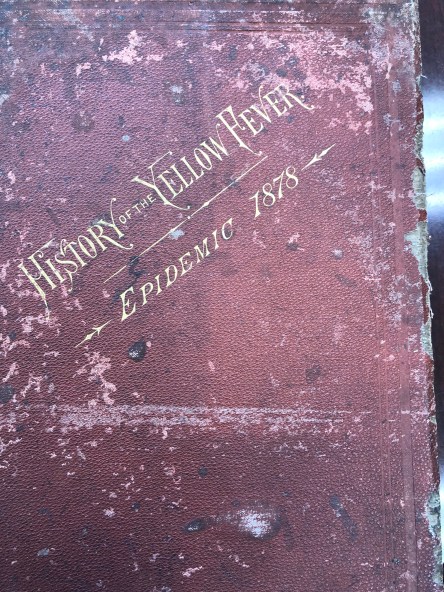 HISTORY OF THE YELLOW FEVER
EPIDEMIC 1878